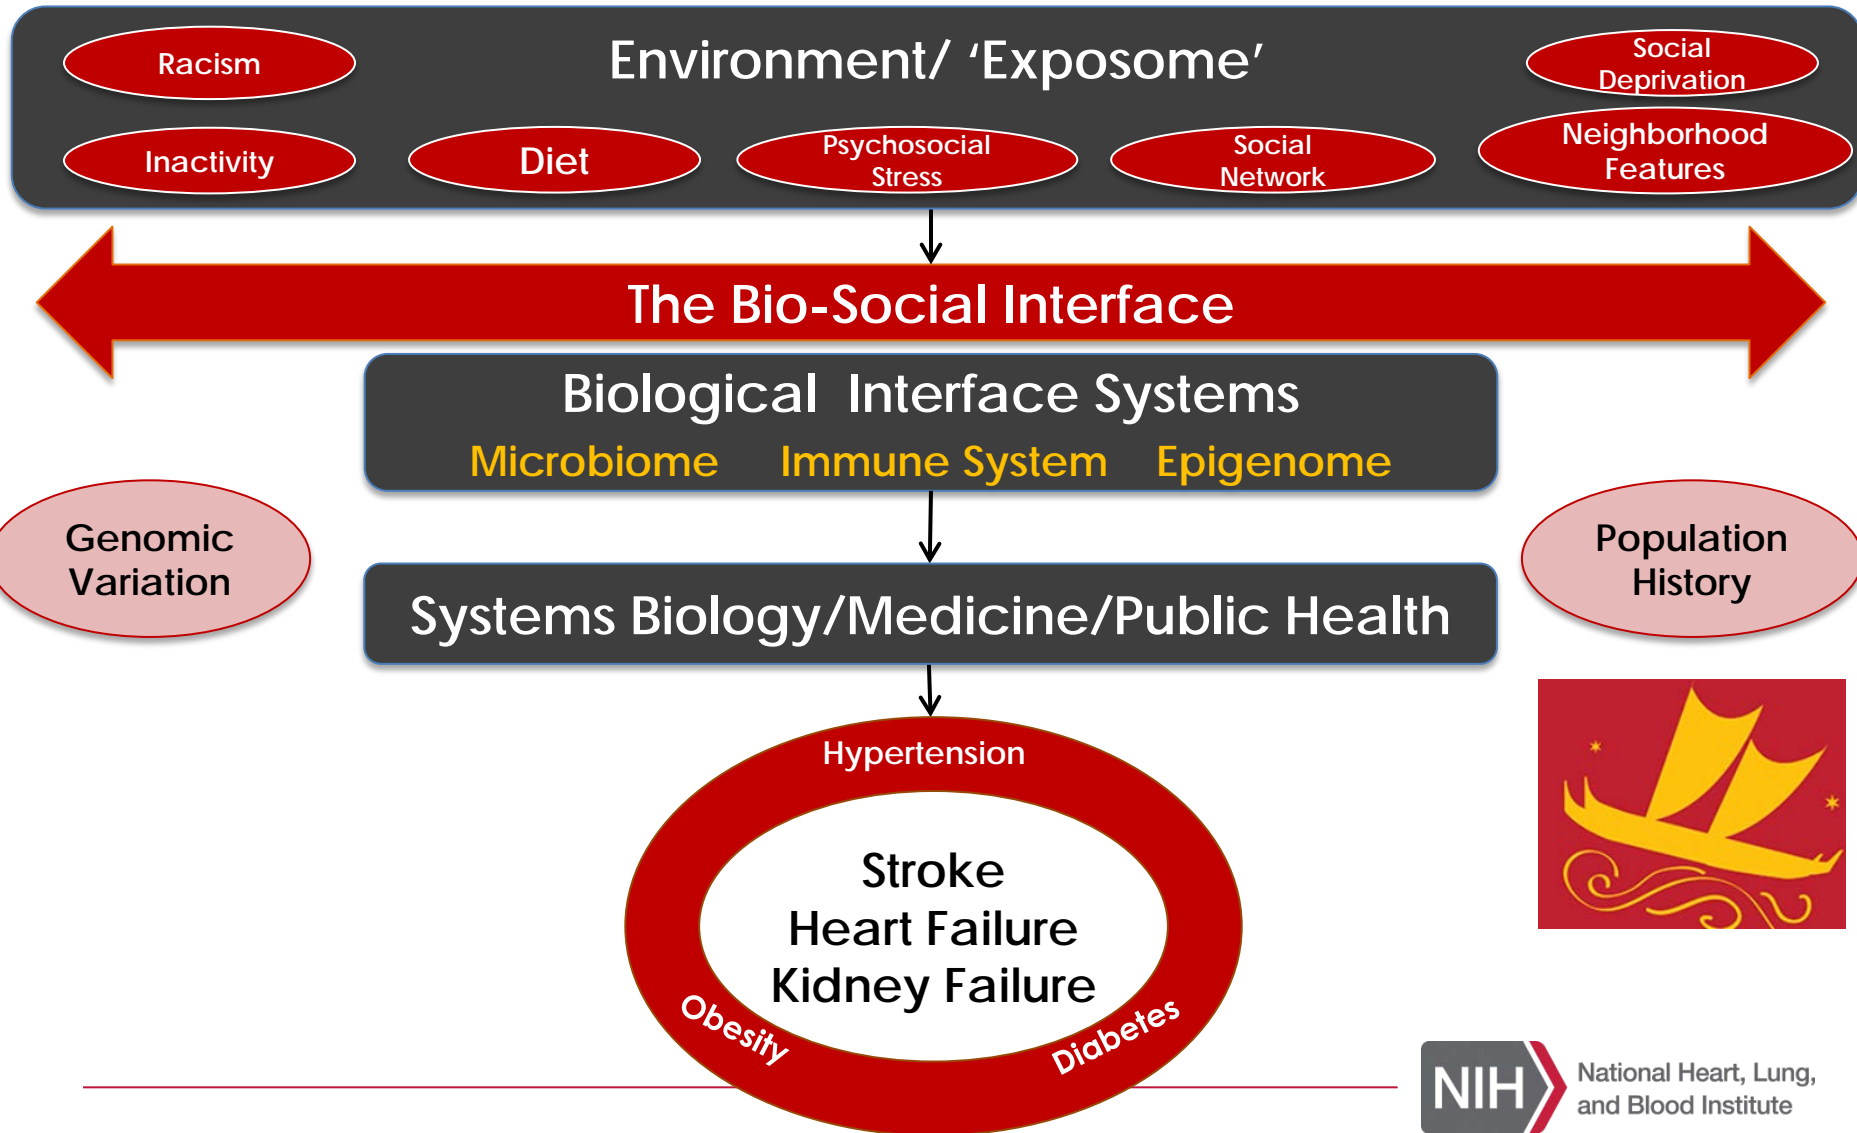 Environment/ ‘Exposome’
Racism
Social
Deprivation
Inactivity
Diet
Psychosocial
Stress
Social
Network
Neighborhood
Features
The Bio-Social Interface
Biological Interface Systems
Microbiome Immune System Epigenome
Genomic
Variation
Population
History
Systems Biology/Medicine/Public Health
Hypertension
Stroke
Heart Failure
Kidney Failure
Obesity
Diabetes
NIH
National Heart, Lung,
and Blood Institute